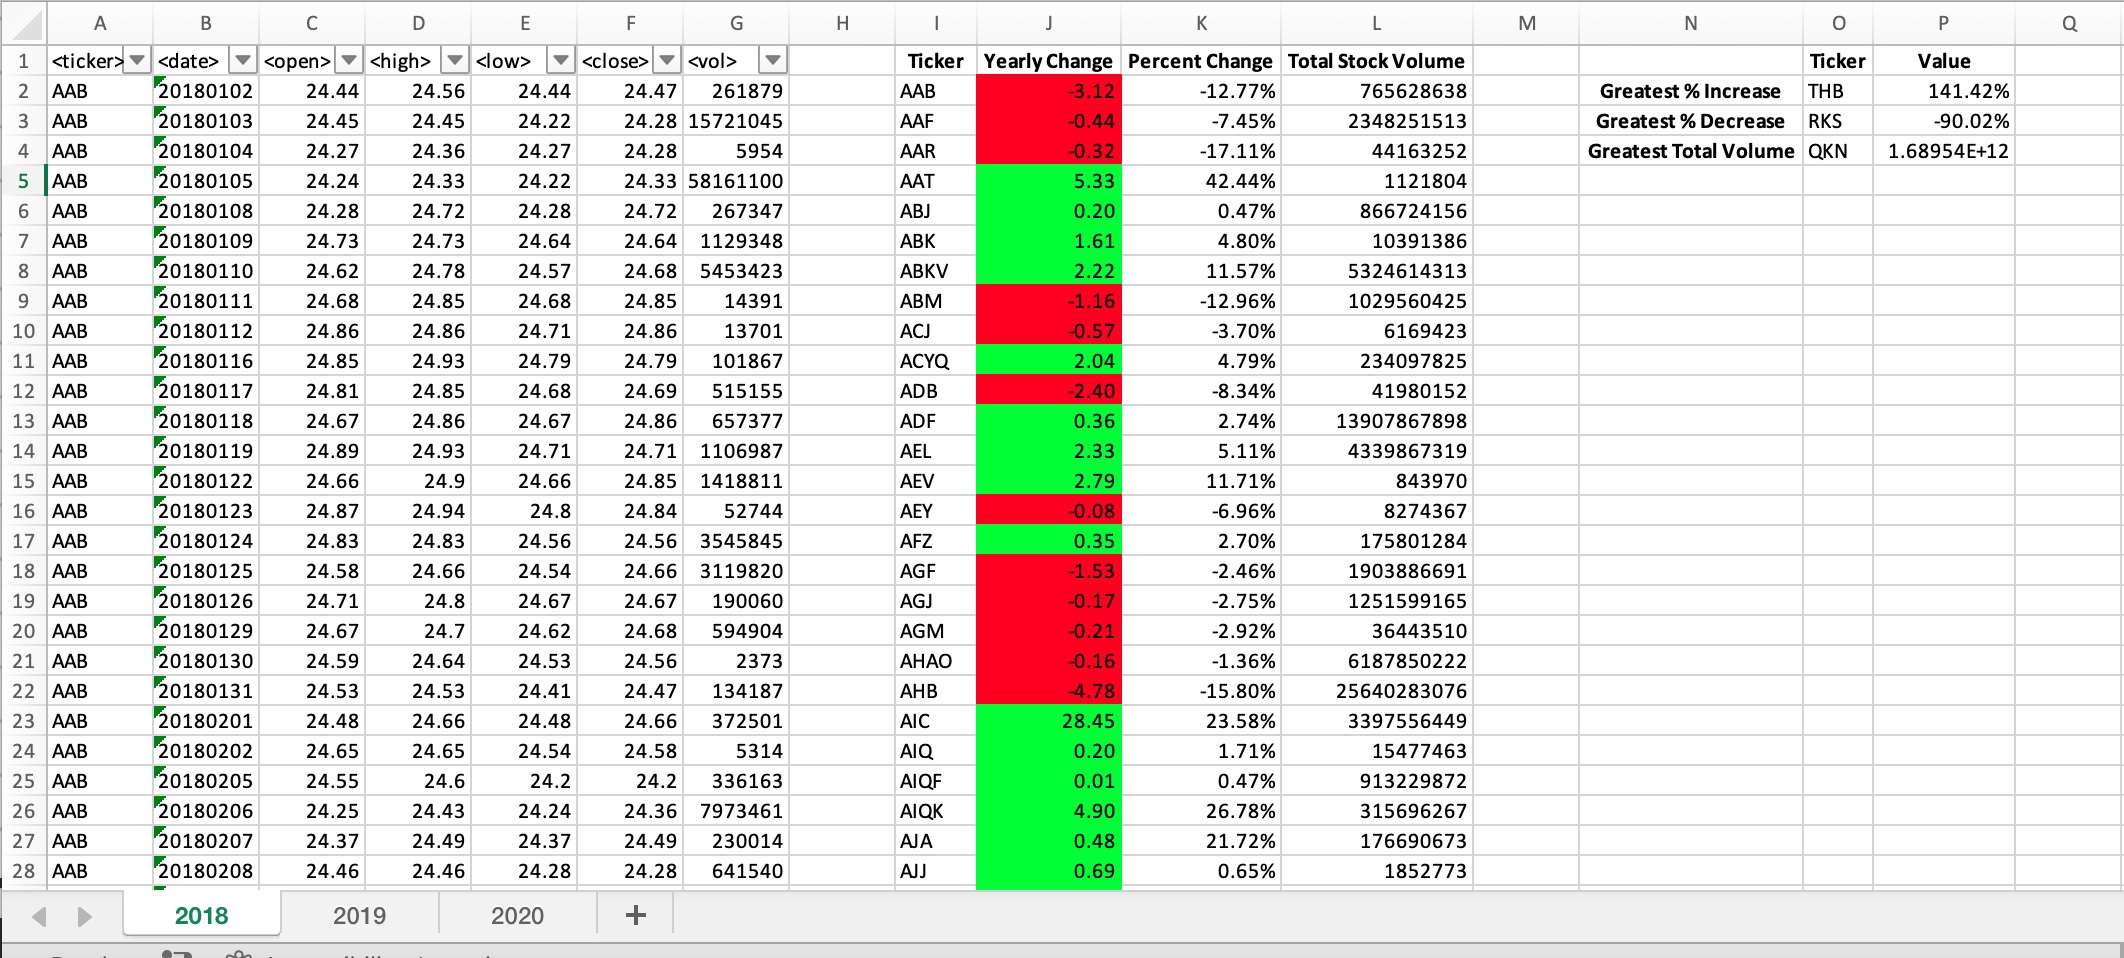 A B C D E F G H I J K L M N O P Q
1 <ticker> <date> <open> <high> <low> <close> <vol> Ticker Yearly Change Percent Change Total Stock Volume Ticker Value
2 AAB 20180102 24.44 24.56 24.44 24.47 261879 AAB -3.12 -12.77% 765628638 Greatest % Increase THB 141.42%
3 AAB 20180103 24.45 24.45 24.22 24.28 15721045 AAF -0.44 -7.45% 2348251513 Greatest % Decrease RKS -90.02%
4 AAB 20180104 24.27 24.36 24.27 24.28 5954 AAR -0.32 -17.11% 44163252 Greatest Total Volume QKN 1.68954E+12
5 AAB 20180105 24.24 24.33 24.22 24.33 58161100 AAT 5.33 42.44% 1121804
6 AAB 20180108 24.28 24.72 24.28 24.72 267347 ABJ 0.20 0.47% 866724156
7 AAB 20180109 24.73 24.73 24.64 24.64 1129348 ABK 1.61 4.80% 10391386
8 AAB 20180110 24.62 24.78 24.57 24.68 5453423 ABKV 2.22 11.57% 5324614313
9 AAB 20180111 24.68 24.85 24.68 24.85 14391 ABM -1.16 -12.96% 1029560425
10 AAB 20180112 24.86 24.86 24.71 24.86 13701 ACJ -0.57 -3.70% 6169423
11 AAB 20180116 24.85 24.93 24.79 24.79 101867 ACYQ 2.04 4.79% 234097825
12 AAB 20180117 24.81 24.85 24.68 24.69 515155 ADB -2.40 -8.34% 41980152
13 AAB 20180118 24.67 24.86 24.67 24.86 657377 ADF 0.36 2.74% 13907867898
14 AAB 20180119 24.89 24.93 24.71 24.71 1106987 AEL 2.33 5.11% 4339867319
15 AAB 20180122 24.66 24.9 24.66 24.85 1418811 AEV 2.79 11.71% 843970
16 AAB 20180123 24.87 24.94 24.8 24.84 52744 AEY -0.08 -6.96% 8274367
17 AAB 20180124 24.83 24.83 24.56 24.56 3545845 AFZ 0.35 2.70% 175801284
18 AAB 20180125 24.58 24.66 24.54 24.66 3119820 AGF -1.53 -2.46% 1903886691
19 AAB 20180126 24.71 24.8 24.67 24.67 190060 AGJ -0.17 -2.75% 1251599165
20 AAB 20180129 24.67 24.7 24.62 24.68 594904 AGM -0.21 -2.92% 36443510
21 AAB 20180130 24.59 24.64 24.53 24.56 2373 AHAO -0.16 -1.36% 6187850222
22 AAB 20180131 24.53 24.53 24.41 24.47 134187 AHB -4.78 -15.80% 25640283076
23 AAB 20180201 24.48 24.66 24.48 24.66 372501 AIC 28.45 23.58% 3397556449
24 AAB 20180202 24.65 24.65 24.54 24.58 5314 AIQ 0.20 1.71% 15477463
25 AAB 20180205 24.55 24.6 24.2 24.2 336163 AIQF 0.01 0.47% 913229872
26 AAB 20180206 24.25 24.43 24.24 24.36 7973461 AIQK 4.90 26.78% 315696267
27 AAB 20180207 24.37 24.49 24.37 24.49 230014 AJA 0.48 21.72% 176690673
28 AAB 20180208 24.46 24.46 24.28 24.28 641540 AJJ 0.69 0.65% 1852773
2018 2019 2020 +